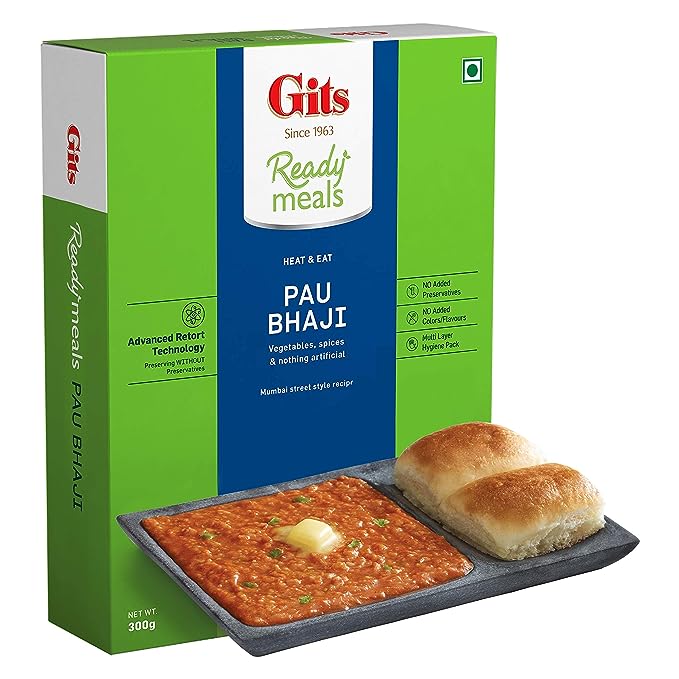 Gits
Since 1963
Ready
meals
HEAT & EAT
PAU
BHAJI
Vegetables, spices
& nothing artificial
Mumbai street style recipr
Advanced Retort
Technology
Preserving WITHOUT
Preservatives
NO Added
Preservatives
NO Added
Colors/Flavours
Multi Layer
Hygiene Pack
NET WT.
300g
Gits
Ready meals PAU BHAJI